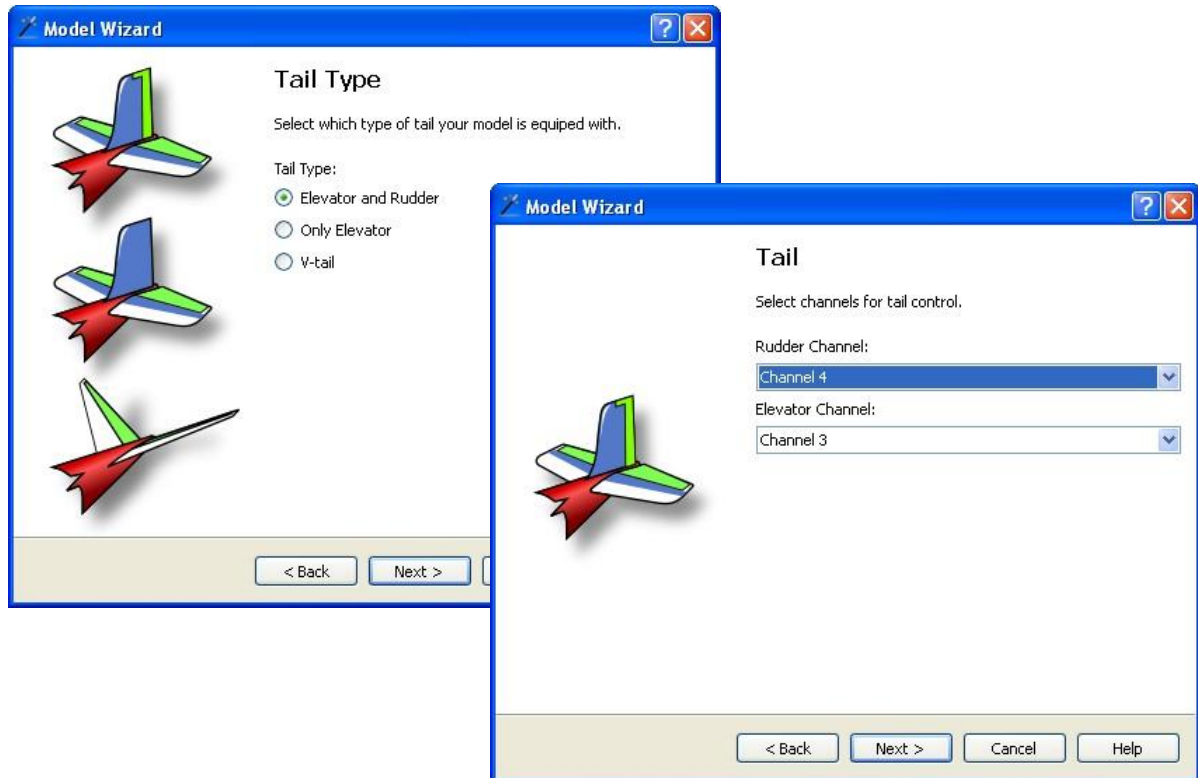 Model Wizard
Tail Type
Select which type of tail your model is equiped with.
Tail Type:
Elevator and Rudder
Only Elevator
V-tail
< Back
Next >
Model Wizard
Tail
Select channels for tail control.
Rudder Channel:
Channel 4
Elevator Channel:
Channel 3
< Back
Next >
Cancel
Help